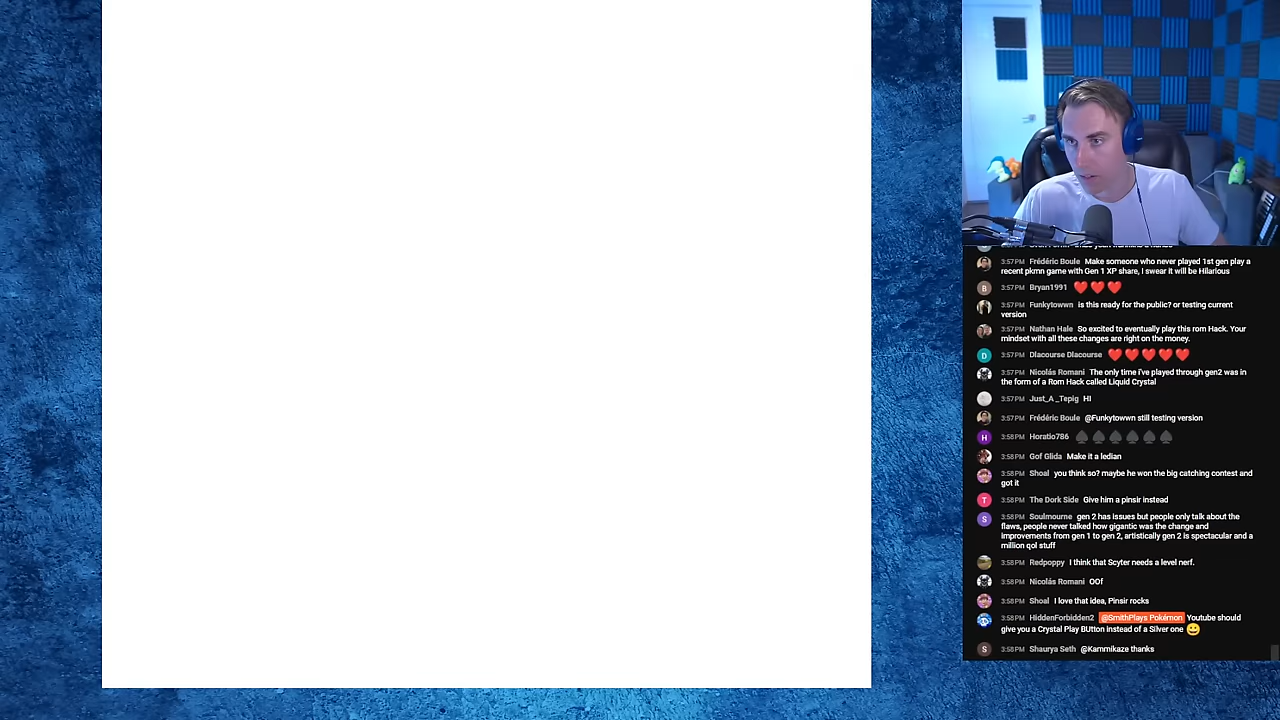 3:57PM Frédéric Boule Make someone who never played 1st gen play a
recent pkmn game with Gen 1 XP share, I swear it will be Hilarious
3:57PM Bryan1991 ❤️❤️❤️
3:57PM Funkytowwn is this ready for the public? or testing current
version
3:57PM Nathan Hale So excited to eventually play this rom Hack. Your
mindset with all these changes are right on the money.
D
3:57PM Dlacourse Dlacourse ❤️❤️❤️❤️❤️
3:57PM Nicolás Romani The only time i've played through gen2 was in
the form of a Rom Hack called Liquid Crystal
3:57PM Just_A_Tepig HI
3:57PM Frédéric Boule @Funkytowwn still testing version
H
3:58PM Horatio786 ♠♠♠♠♠♠
3:58PM Gof Glida Make it a ledian
3:58PM Shoal you think so? maybe he won the big catching contest and
got it
T
3:58PM The Dork Side Give him a pinsir instead
S
3:58PM Soulmourne gen 2 has issues but people only talk about the
flaws, people never talked how gigantic was the change and
improvements from gen 1 to gen 2, artistically gen 2 is spectacular and a
million qol stuff
3:58PM Redpoppy I think that Scyter needs a level nerf.
3:58PM Nicolás Romani OOf
3:58PM Shoal I love that idea, Pinsir rocks
3:58PM HiddenForbidden2 @SmithPlays Pokémon Youtube should
give you a Crystal Play BUtton instead of a Silver one 😀
S
3:58PM Shaurya Seth @Kammikaze thanks